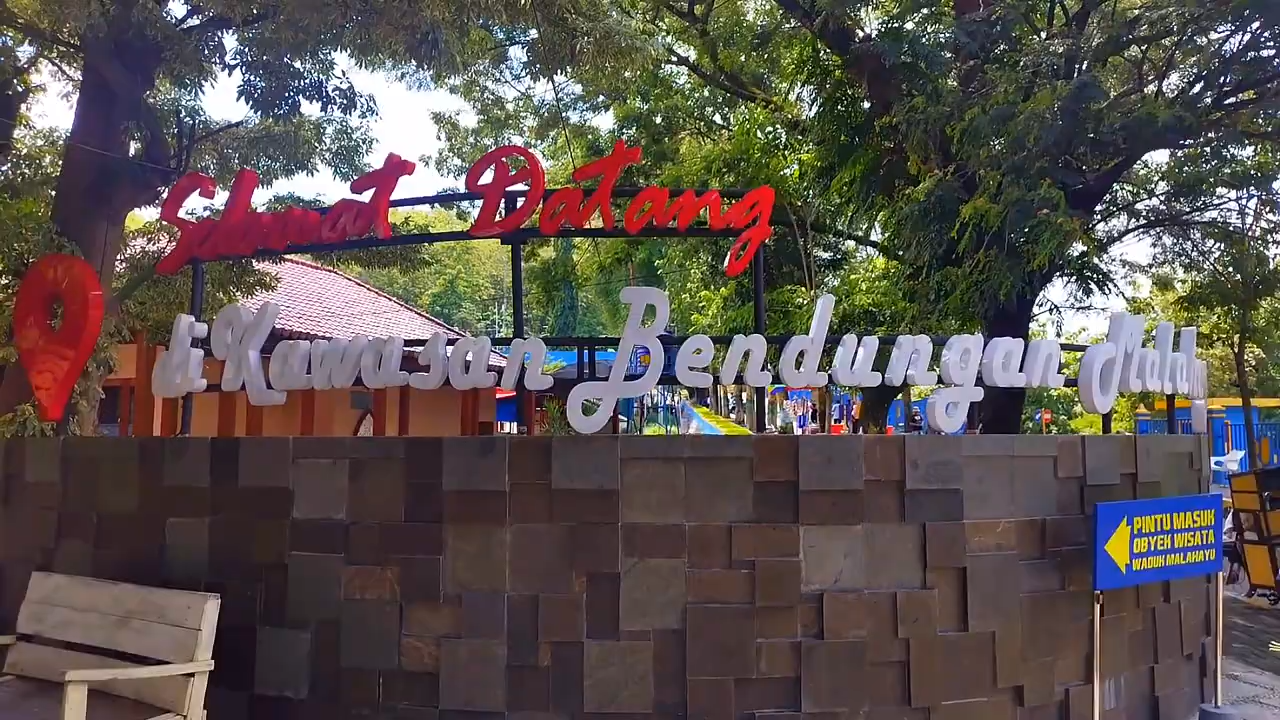 Selamat Datang
di Kawasan Bendungan
PINTU MASUK
OBYEK WISATA
WADUK MALAHAYU